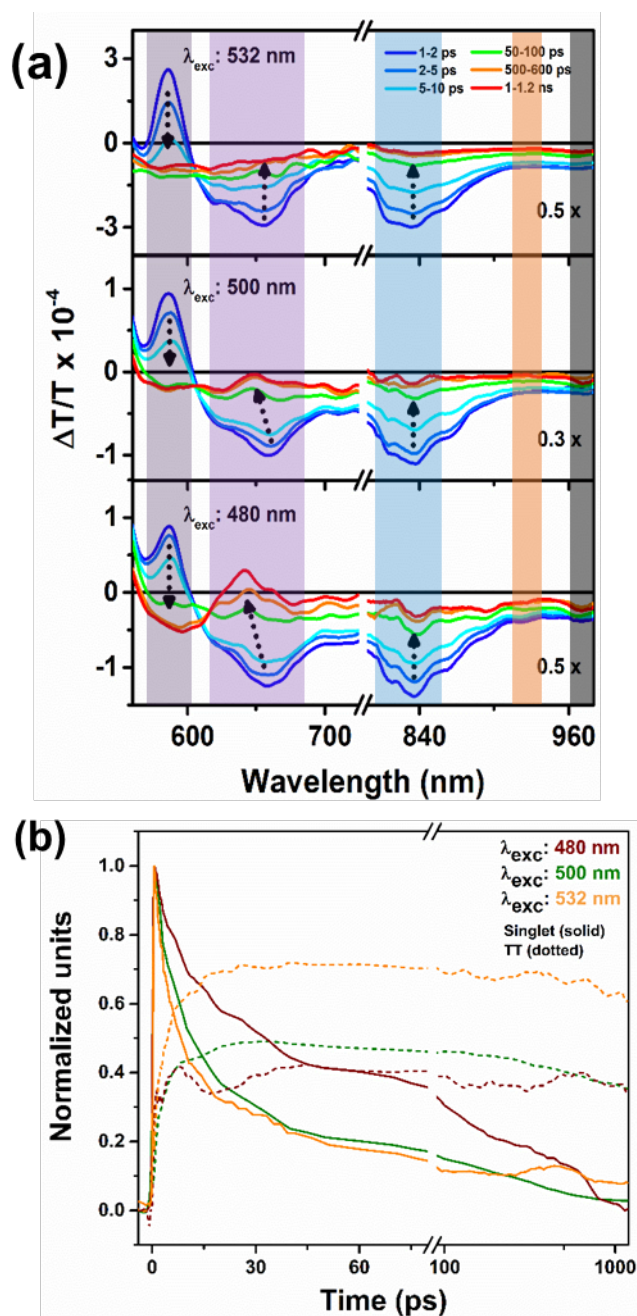 (a)
λexc: 532 nm
1-2 ps 50-100 ps
2-5 ps 500-600 ps
5-10 ps 1-1.2 ns
3
0
-3
0.5 x
λexc: 500 nm
1
0
-1
0.3 x
ΔT/T x 10-4
λexc: 480 nm
1
0
-1
0.5 x
600 700 840 960
Wavelength (nm)
(b)
λexc: 480 nm
λexc: 500 nm
λexc: 532 nm
Singlet (solid)
TT (dotted)
1.0
0.8
0.6
0.4
0.2
0.0
Normalized units
0 30 60 100 1000
Time (ps)